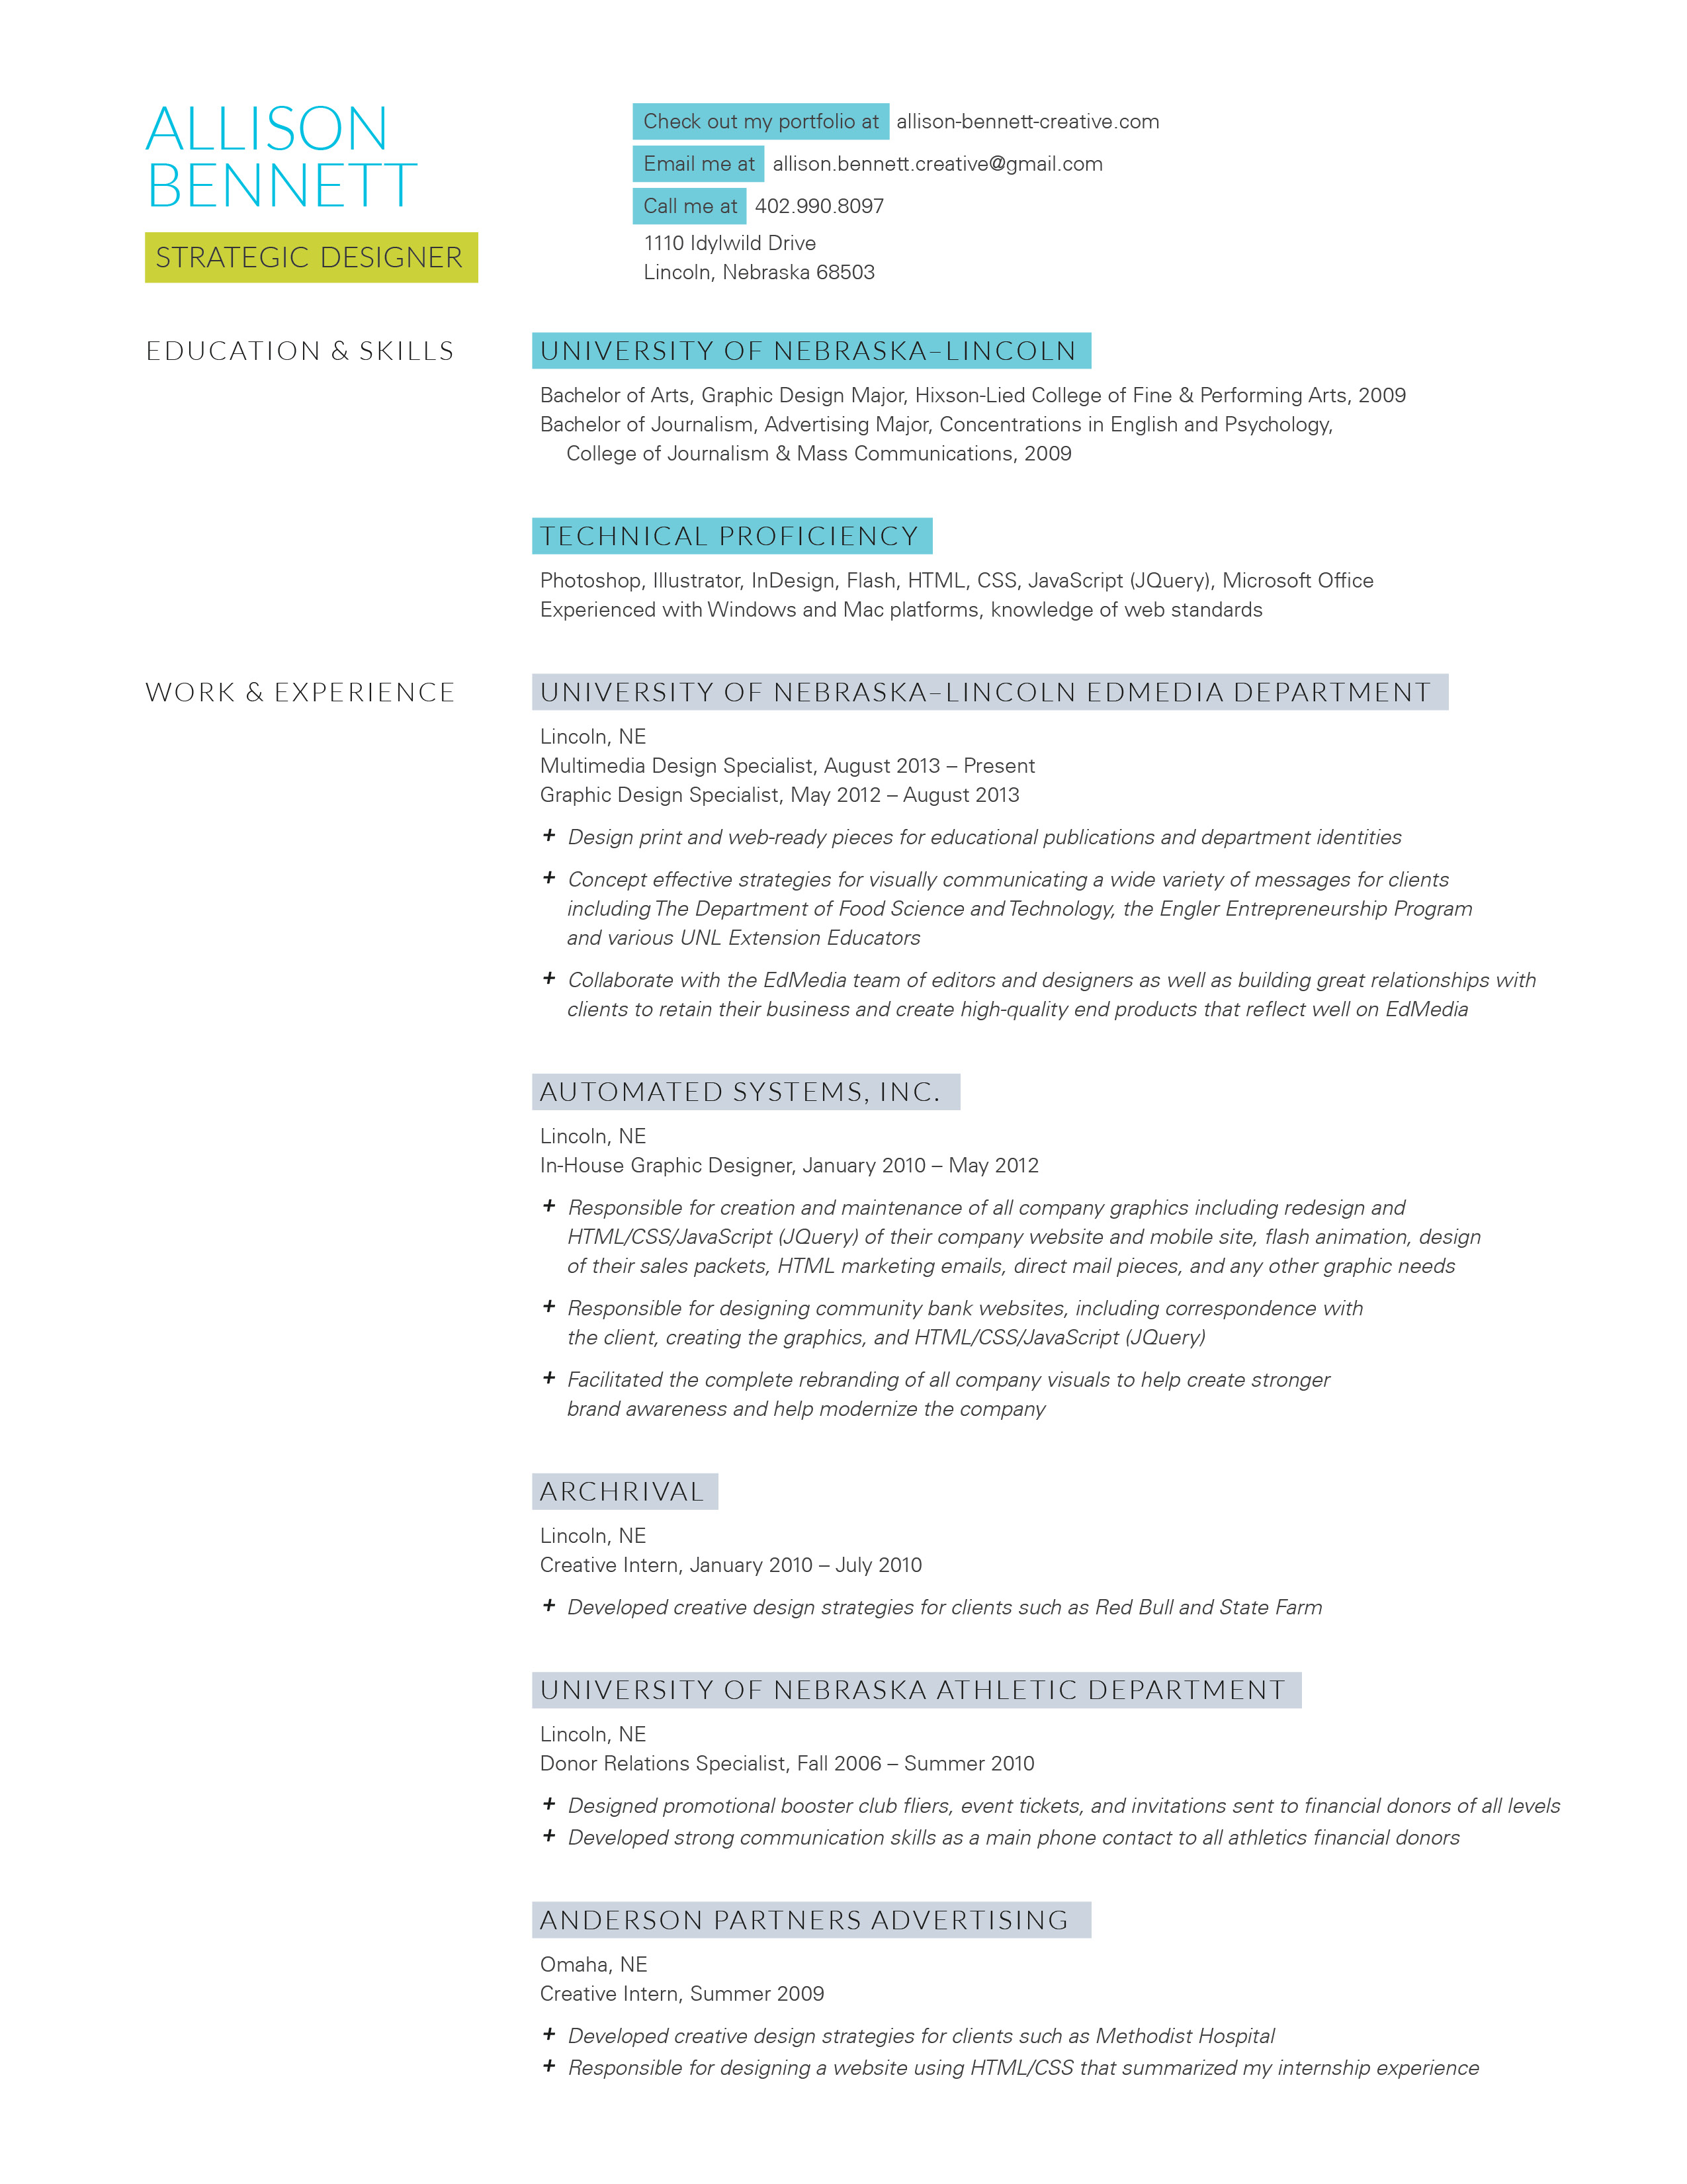 ALLISON
BENNETT
STRATEGIC DESIGNER
Check out my portfolio at allison-bennett-creative.com
Email me at allison.bennett.creative@gmail.com
Call me at 402.990.8097
1110 Idylwild Drive
Lincoln, Nebraska 68503
EDUCATION & SKILLS
UNIVERSITY OF NEBRASKA–LINCOLN
Bachelor of Arts, Graphic Design Major, Hixson-Lied College of Fine & Performing Arts, 2009
Bachelor of Journalism, Advertising Major, Concentrations in English and Psychology,
College of Journalism & Mass Communications, 2009
TECHNICAL PROFICIENCY
Photoshop, Illustrator, InDesign, Flash, HTML, CSS, JavaScript (JQuery), Microsoft Office
Experienced with Windows and Mac platforms, knowledge of web standards
WORK & EXPERIENCE
UNIVERSITY OF NEBRASKA–LINCOLN EDMEDIA DEPARTMENT
Lincoln, NE
Multimedia Design Specialist, August 2013 – Present
Graphic Design Specialist, May 2012 – August 2013
+ Design print and web-ready pieces for educational publications and department identities
+ Concept effective strategies for visually communicating a wide variety of messages for clients
including The Department of Food Science and Technology, the Engler Entrepreneurship Program
and various UNL Extension Educators
+ Collaborate with the EdMedia team of editors and designers as well as building great relationships with
clients to retain their business and create high-quality end products that reflect well on EdMedia
AUTOMATED SYSTEMS, INC.
Lincoln, NE
In-House Graphic Designer, January 2010 – May 2012
+ Responsible for creation and maintenance of all company graphics including redesign and
HTML/CSS/JavaScript (JQuery) of their company website and mobile site, flash animation, design
of their sales packets, HTML marketing emails, direct mail pieces, and any other graphic needs
+ Responsible for designing community bank websites, including correspondence with
the client, creating the graphics, and HTML/CSS/JavaScript (JQuery)
+ Facilitated the complete rebranding of all company visuals to help create stronger
brand awareness and help modernize the company
ARCHRIVAL
Lincoln, NE
Creative Intern, January 2010 – July 2010
+ Developed creative design strategies for clients such as Red Bull and State Farm
UNIVERSITY OF NEBRASKA ATHLETIC DEPARTMENT
Lincoln, NE
Donor Relations Specialist, Fall 2006 – Summer 2010
+ Designed promotional booster club fliers, event tickets, and invitations sent to financial donors of all levels
+ Developed strong communication skills as a main phone contact to all athletics financial donors
ANDERSON PARTNERS ADVERTISING
Omaha, NE
Creative Intern, Summer 2009
+ Developed creative design strategies for clients such as Methodist Hospital
+ Responsible for designing a website using HTML/CSS that summarized my internship experience